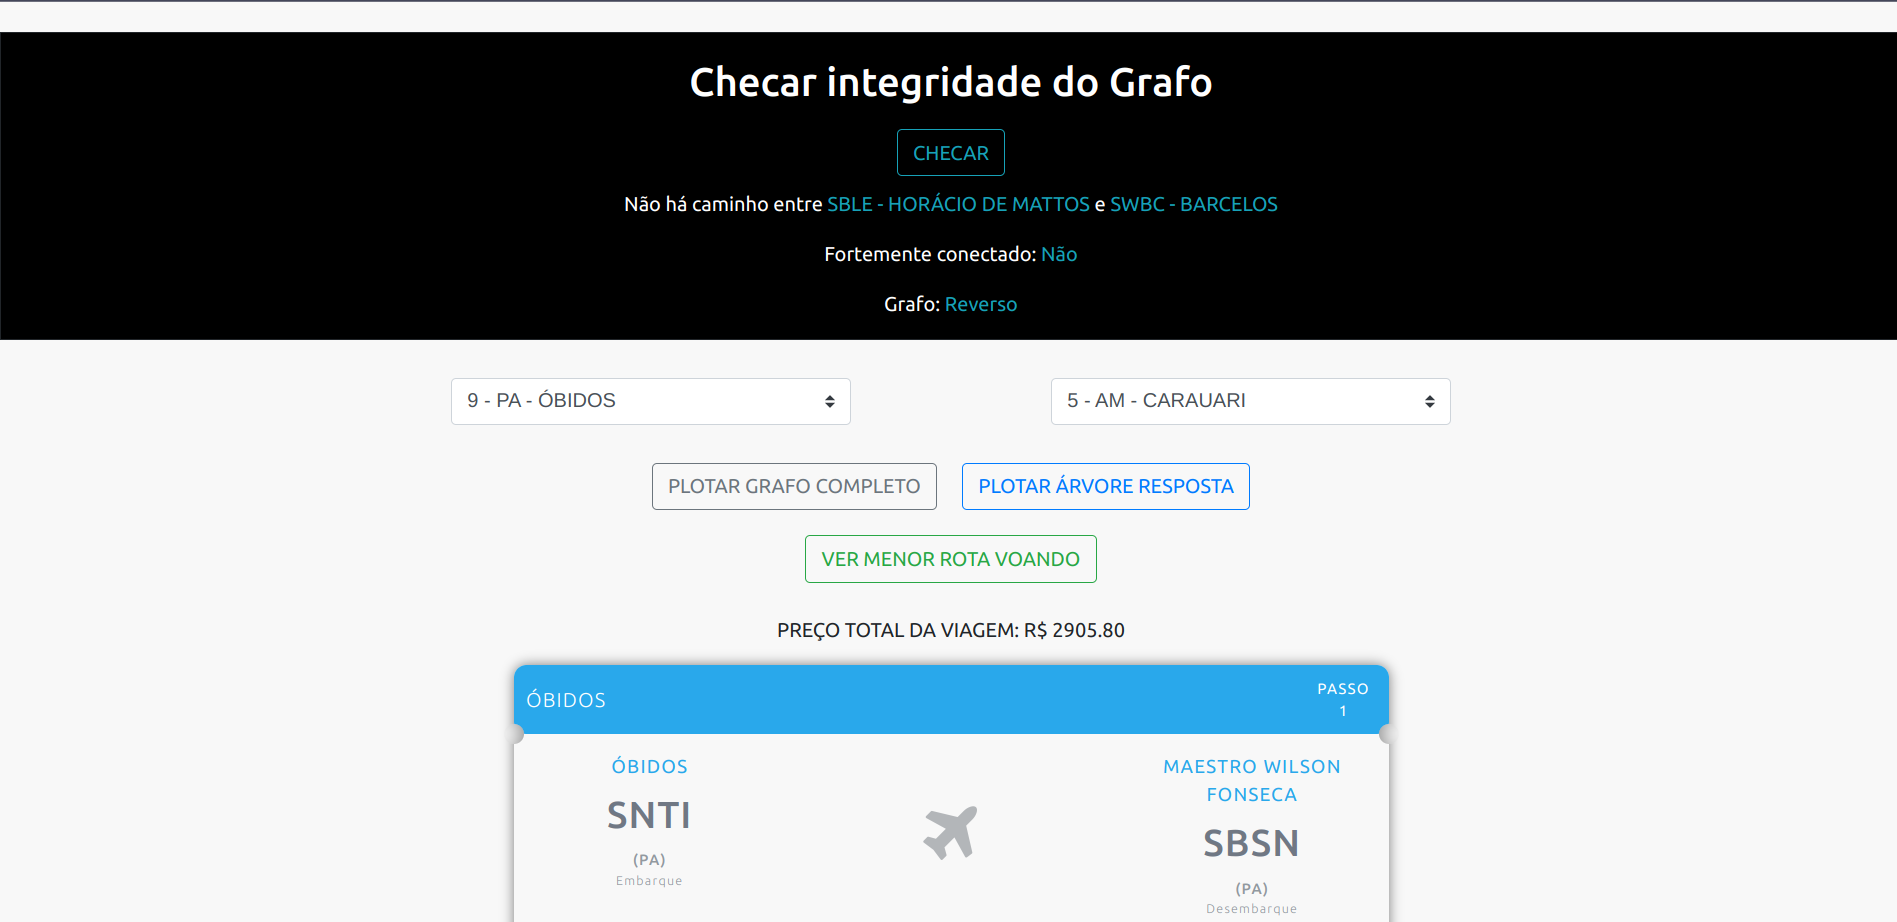 Checar integridade do Grafo
CHECAR
Não há caminho entre SBLE - HORÁCIO DE MATTOS e SWBC - BARCELOS
Fortemente conectado: Não
Grafo: Reverso
9 - PA - ÓBIDOS
5 - AM - CARAUARI
PLOTAR GRAFO COMPLETO
PLOTAR ÁRVORE RESPOSTA
VER MENOR ROTA VOANDO
PREÇO TOTAL DA VIAGEM: R$ 2905.80
ÓBIDOS
PASSO
1
ÓBIDOS
SNTI
(PA)
Embarque
MAESTRO WILSON
FONSECA
SBSN
(PA)
Desembarque